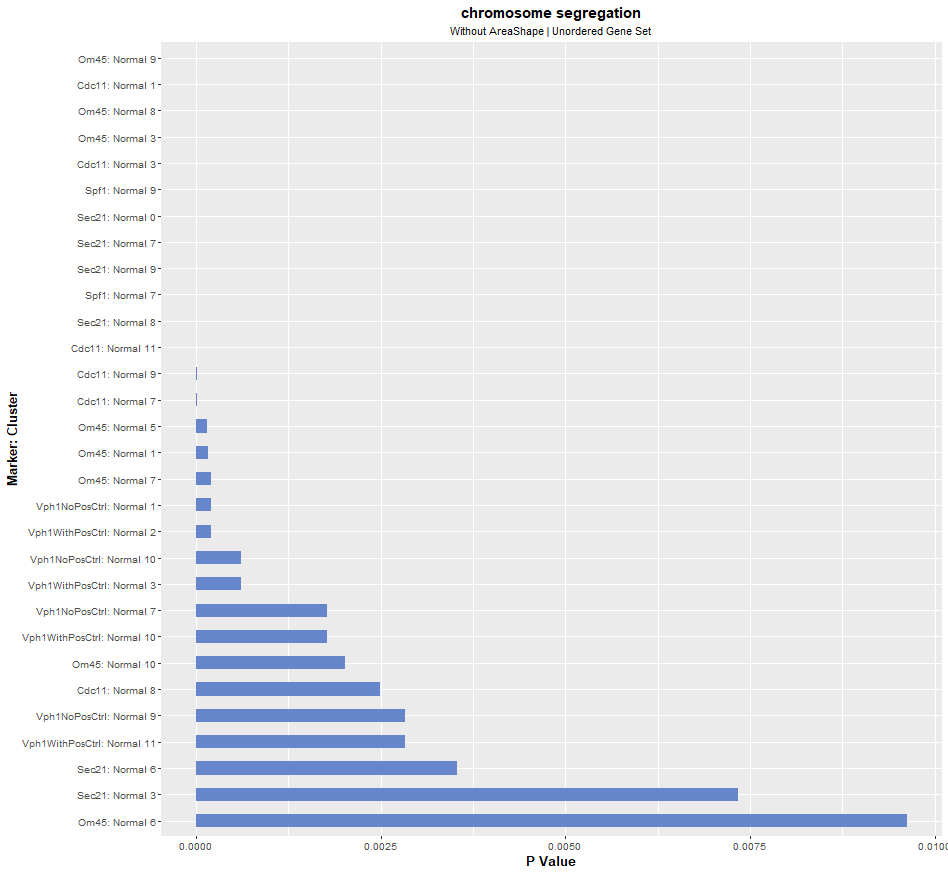 chromosome segregation
Without AreaShape | Unordered Gene Set
Marker: Cluster
Om45: Normal 9
Cdc11: Normal 1
Om45: Normal 8
Om45: Normal 3
Cdc11: Normal 3
Spf1: Normal 9
Sec21: Normal 0
Sec21: Normal 7
Sec21: Normal 9
Spf1: Normal 7
Sec21: Normal 8
Cdc11: Normal 11
Cdc11: Normal 9
Cdc11: Normal 7
Om45: Normal 5
Om45: Normal 1
Om45: Normal 7
Vph1NoPosCtrl: Normal 1
Vph1WithPosCtrl: Normal 2
Vph1NoPosCtrl: Normal 10
Vph1WithPosCtrl: Normal 3
Vph1NoPosCtrl: Normal 7
Vph1WithPosCtrl: Normal 10
Om45: Normal 10
Cdc11: Normal 8
Vph1NoPosCtrl: Normal 9
Vph1WithPosCtrl: Normal 11
Sec21: Normal 6
Sec21: Normal 3
Om45: Normal 6
0.0000 0.0025 0.0050 0.0075 0.0100
P Value